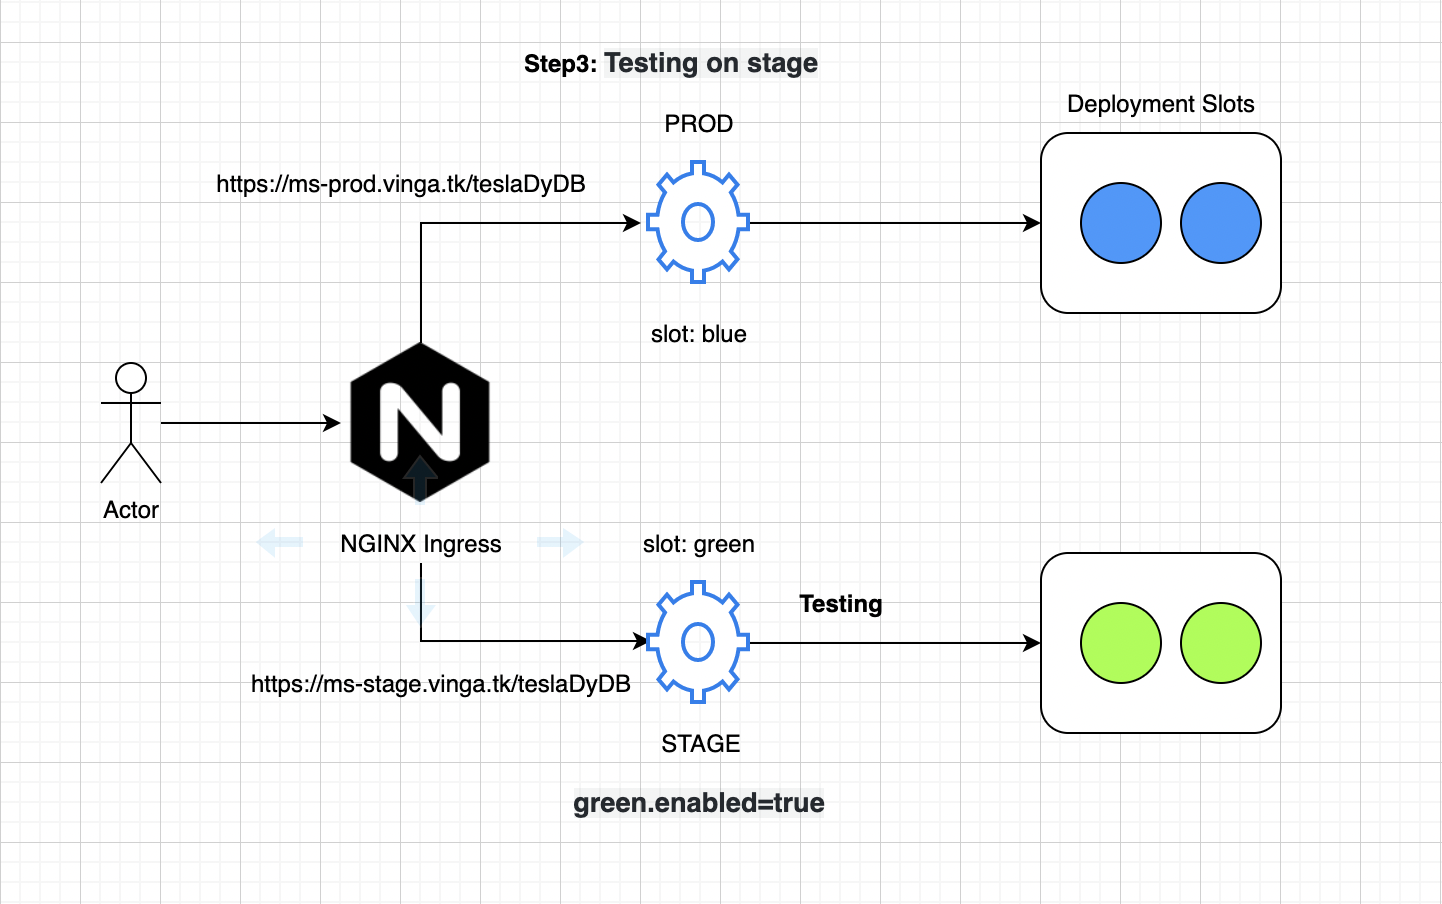 Step3: Testing on stage
Deployment Slots
PROD
https://ms-prod.vinga.tk/teslaDyDB
slot: blue
N
Actor
NGINX Ingress
slot: green
Testing
https://ms-stage.vinga.tk/teslaDyDB
STAGE
green.enabled=true